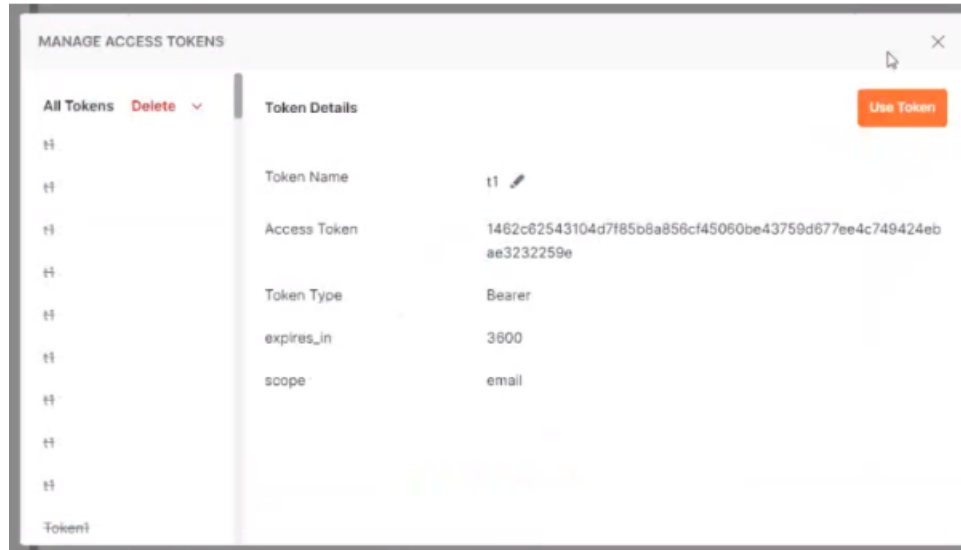 MANAGE ACCESS TOKENS
All Tokens Delete
t1
t1
t1
t1
t1
t1
t1
t1
t1
Token1
Token Details
Use Token
Token Name
t1
Access Token
1462c62543104d7f85b8a856cf45060be43759d677ee4c749424eb
ae3232259e
Token Type
Bearer
expires_in
3600
scope
email